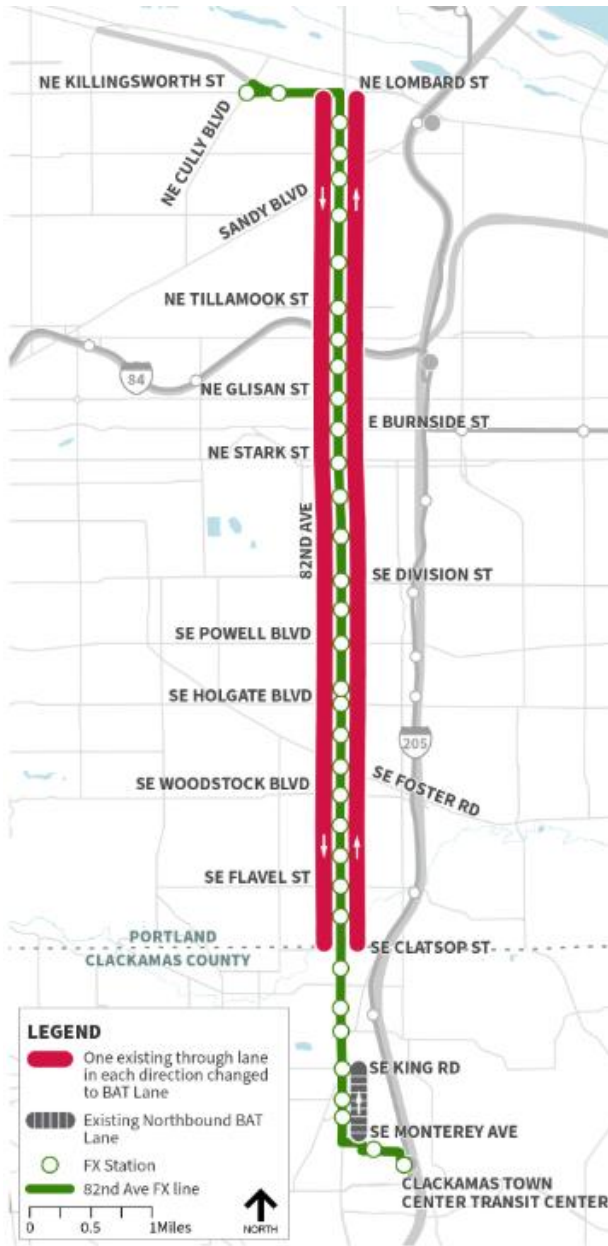 NE KILLINGSWORTH ST
NE LOMBARD ST
NE CULLY BLVD
SANDY BLVD
NE TILLAMOOK ST
84
NE GLISAN ST
E BURNSIDE ST
NE STARK ST
82ND AVE
SE DIVISION ST
SE POWELL BLVD
SE HOLGATE BLVD
205
SE WOODSTOCK BLVD
SE FOSTER RD
SE FLAVEL ST
PORTLAND
CLACKAMAS COUNTY
SE CLATSOP ST
SE KING RD
SE MONTEREY AVE
CLACKAMAS TOWN
CENTER TRANSIT CENTER
LEGEND
One existing through lane
in each direction changed
to BAT Lane
Existing Northbound BAT
Lane
FX Station
82nd Ave FX line
0 0.5 1Miles
NORTH